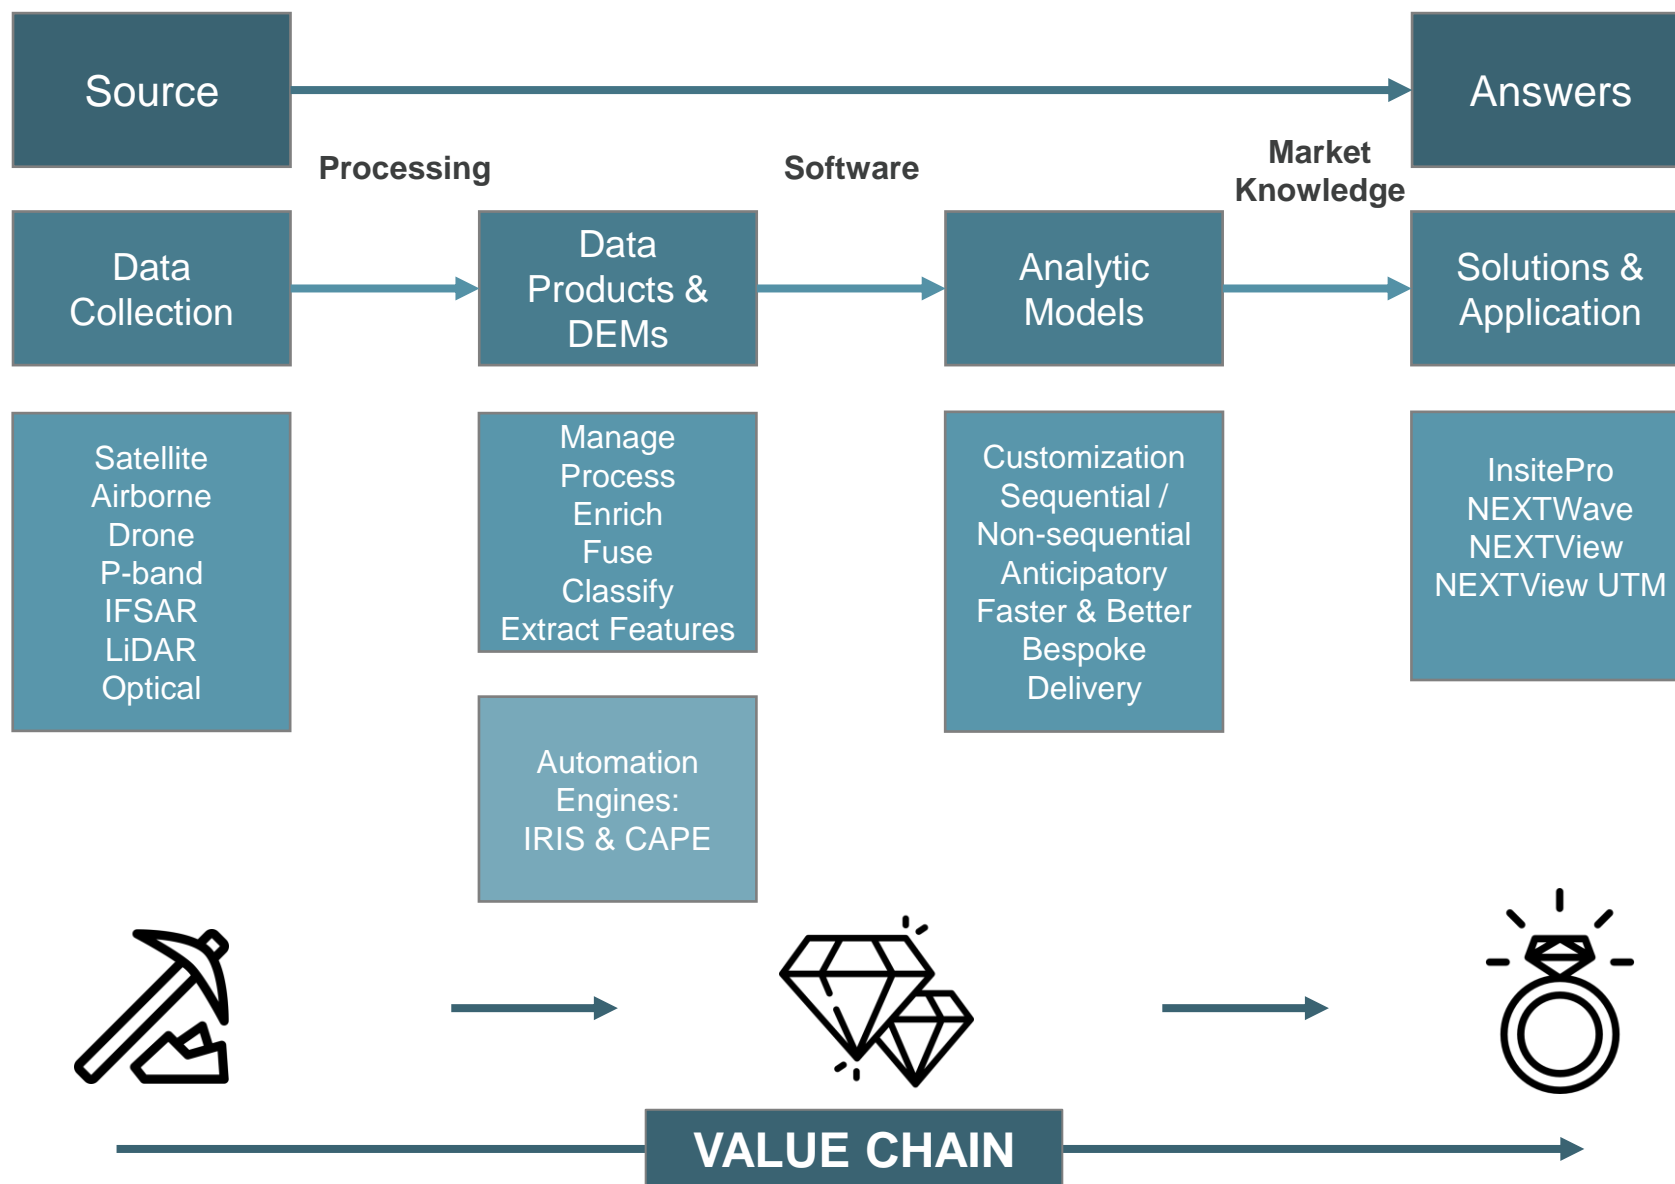 Source
Answers
Processing
Software
Market
Knowledge
Data
Collection
Data
Products &
DEMs
Analytic
Models
Solutions &
Application
Satellite
Airborne
Drone
P-band
IFSAR
LiDAR
Optical
Manage
Process
Enrich
Fuse
Classify
Extract Features
Customization
Sequential /
Non-sequential
Anticipatory
Faster & Better
Bespoke
Delivery
InsitePro
NEXTWave
NEXTView
NEXTView UTM
Automation
Engines:
IRIS & CAPE
VALUE CHAIN